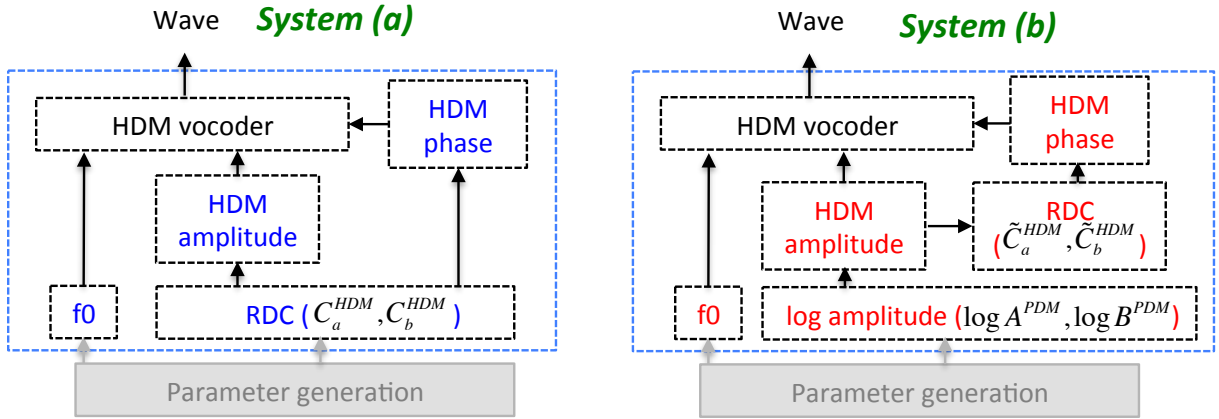 Wave
System (a)
HDM vocoder
HDM
phase
HDM
amplitude
f0
RDC ( C_a^{HDM}, C_b^{HDM} )
Parameter generation
Wave
System (b)
HDM vocoder
HDM
phase
HDM
amplitude
RDC
( C̃_a^{HDM}, C̃_b^{HDM} )
f0
log amplitude (log A^{PDM}, log B^{PDM})
Parameter generation